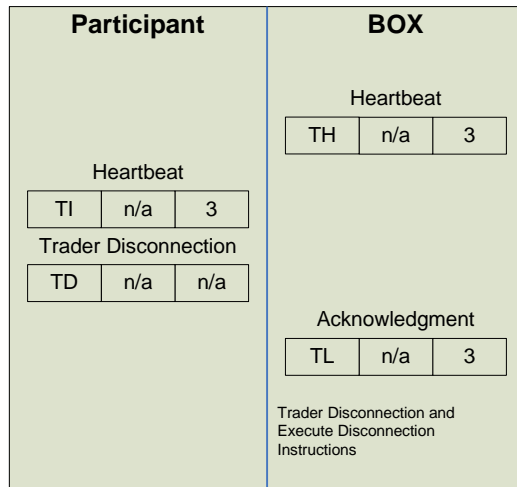 Participant BOX
Heartbeat
TH n/a 3
Heartbeat
TI n/a 3
Trader Disconnection
TD n/a n/a
Acknowledgment
TL n/a 3
Trader Disconnection and
Execute Disconnection
Instructions